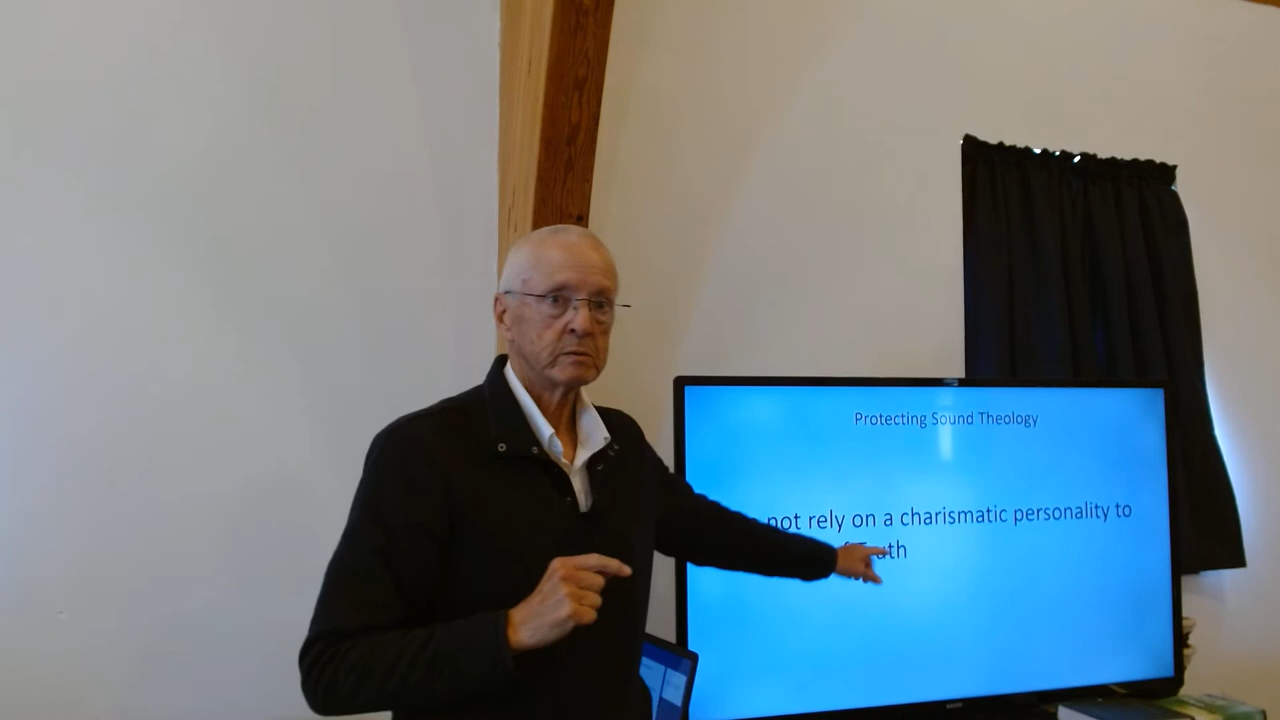 Protecting Sound Theology
not rely on a charismatic personality to